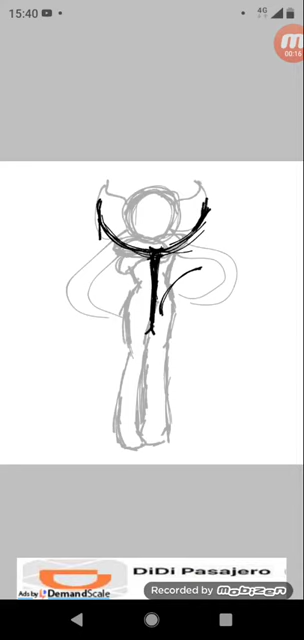 15:40
4G
00:16
DiDi Pasajero
Ads by DemandScale
Recorded by mobizen